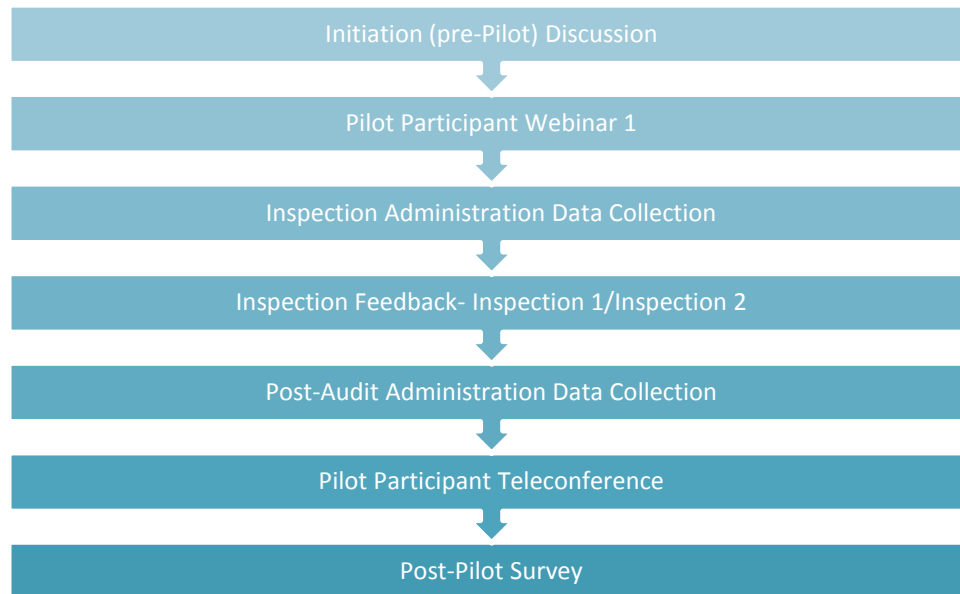 Initiation (pre-Pilot) Discussion
Pilot Participant Webinar 1
Inspection Administration Data Collection
Inspection Feedback- Inspection 1/Inspection 2
Post-Audit Administration Data Collection
Pilot Participant Teleconference
Post-Pilot Survey